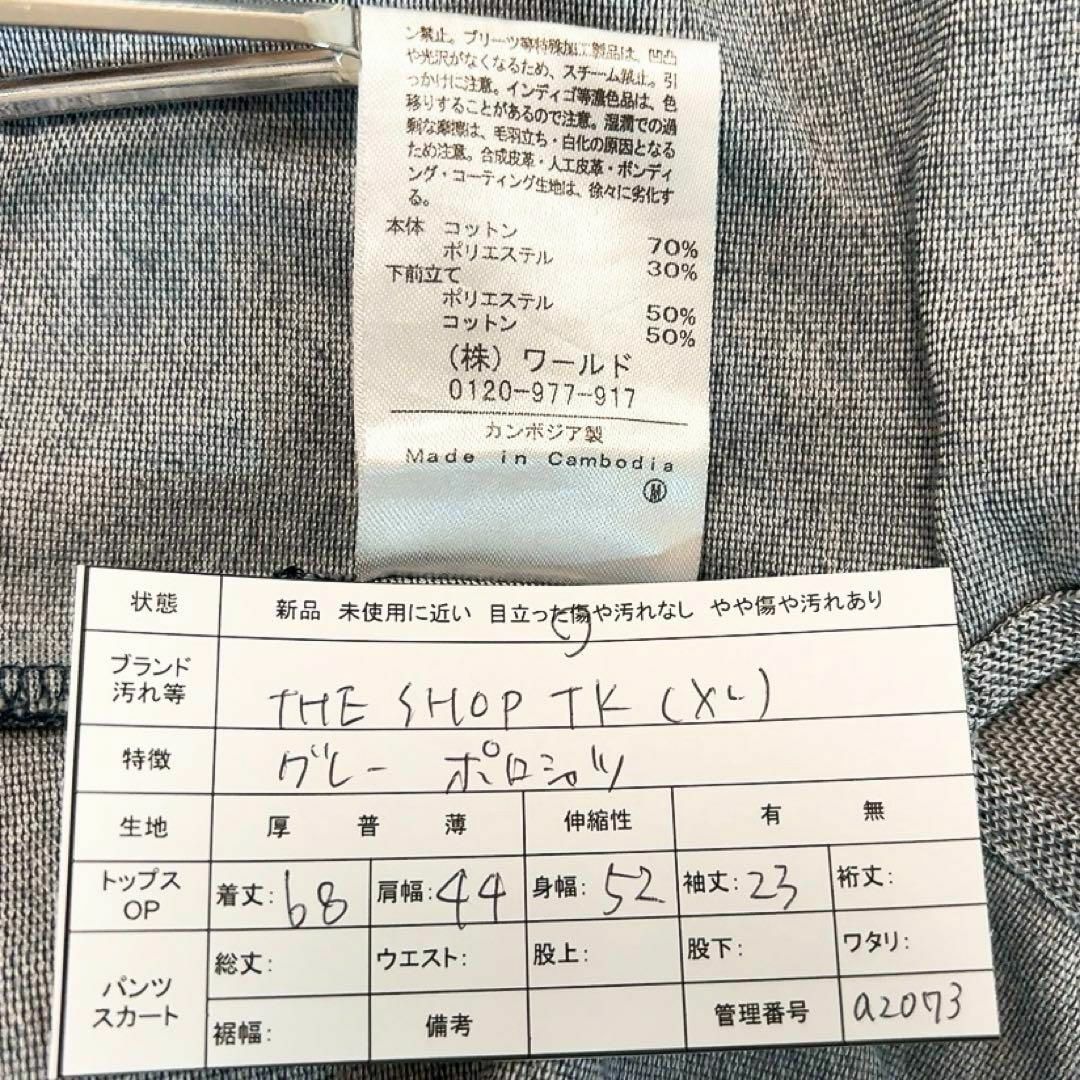 ン禁止。プリーツ等特殊加工製品は、凹凸
や光沢がなくなるため、スチーム禁止。引
っかけに注意。インディゴ等濃色品は、色
移りすることがあるので注意。湿潤での過
剰な摩擦は、毛羽立ち・白化の原因となる
ため注意。合成皮革・人工皮革・ボンディ
ング・コーティング生地は、徐々に劣化す
る。
本体 コットン 70%
ポリエステル 30%
下前立て
ポリエステル 50%
コットン 50%
(株) ワールド
0120-977-917
カンボジア製
Made in Cambodia
M
状態 新品 未使用に近い 目立った傷や汚れなし やや傷や汚れあり
ブランド
汚れ等
THE SHOP TK (XL)
特徴 グレー ポロシャツ
生地 厚 普 薄 伸縮性 有 無
トップス
OP
着丈: 68 肩幅: 44 身幅: 52 袖丈: 23 裄丈:
パンツ
スカート
総丈: ウエスト: 股上: 股下: ワタリ:
裾幅: 備考 管理番号 a2073